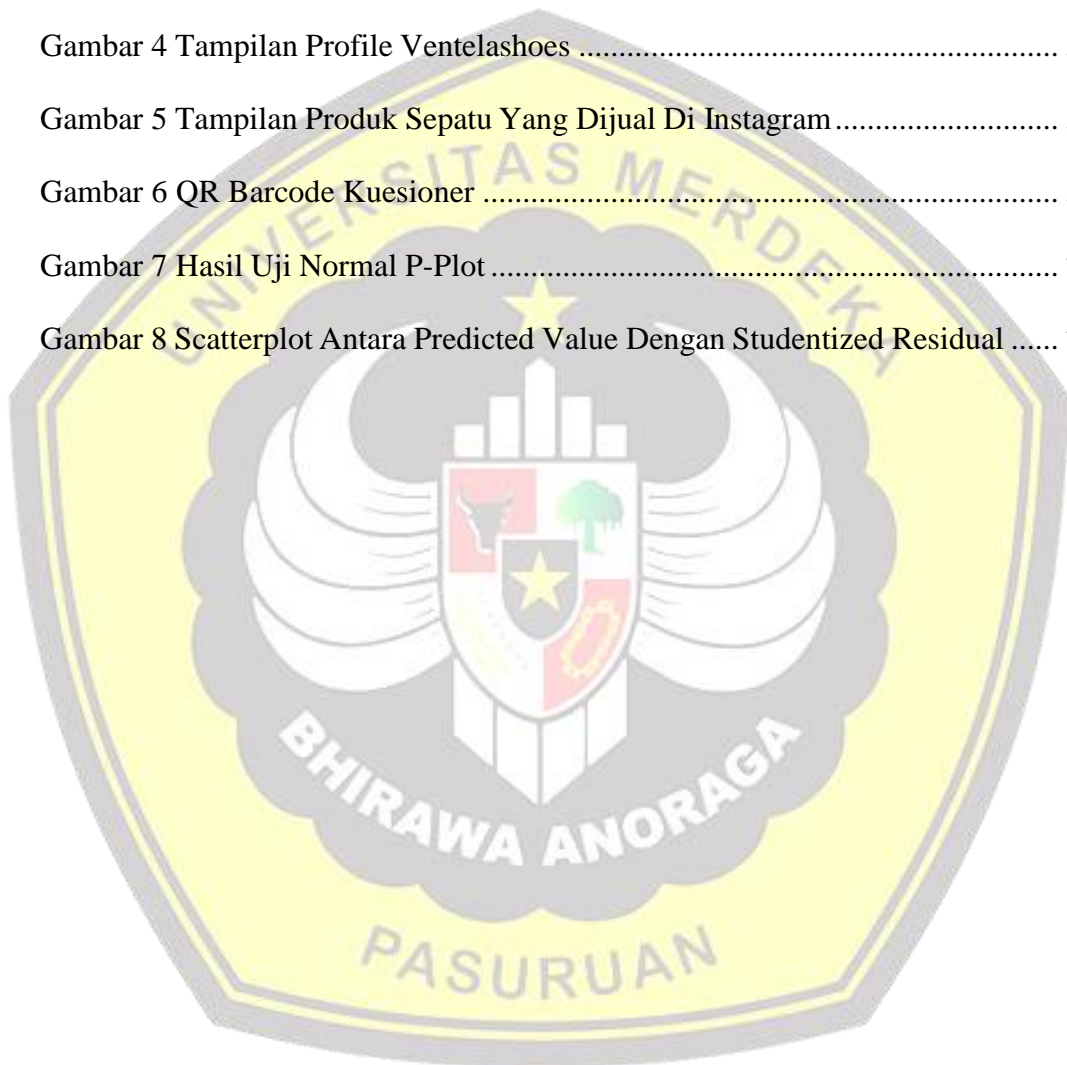 Gambar 4 Tampilan Profile Ventelashoes ............................................................
Gambar 5 Tampilan Produk Sepatu Yang Dijual Di Instagram ............................
Gambar 6 QR Barcode Kuesioner ........................................................................
Gambar 7 Hasil Uji Normal P-Plot .......................................................................
Gambar 8 Scatterplot Antara Predicted Value Dengan Studentized Residual ......
UNIVERSITAS MERDEKA
BHIRAWA ANORAGA
PASURUAN